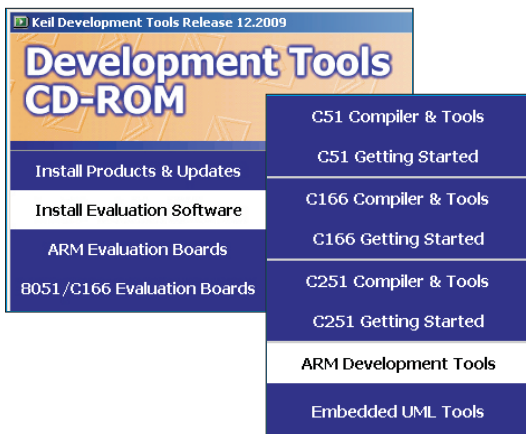 Keil Development Tools Release 12.2009
Development Tools
CD-ROM
Install Products & Updates
Install Evaluation Software
ARM Evaluation Boards
8051/C166 Evaluation Boards
C51 Compiler & Tools
C51 Getting Started
C166 Compiler & Tools
C166 Getting Started
C251 Compiler & Tools
C251 Getting Started
ARM Development Tools
Embedded UML Tools